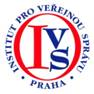 INSTITUT PRO VEŘEJNOU SPRÁVU
IVS
• PRAHA •